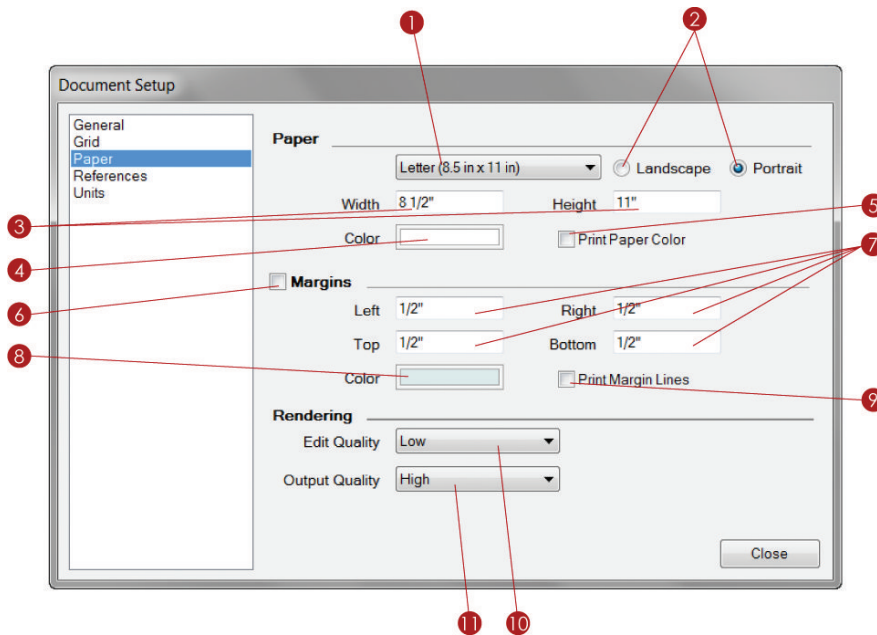 1
2
Document Setup
General
Grid
Paper
References
Units
Paper
Letter (8.5 in x 11 in)
Landscape
Portrait
Width 8 1/2"
Height 11"
3
5
Color
Print Paper Color
4
7
Margins
6
Left 1/2"
Right 1/2"
Top 1/2"
Bottom 1/2"
8
Color
Print Margin Lines
9
Rendering
Edit Quality Low
Output Quality High
Close
11
10